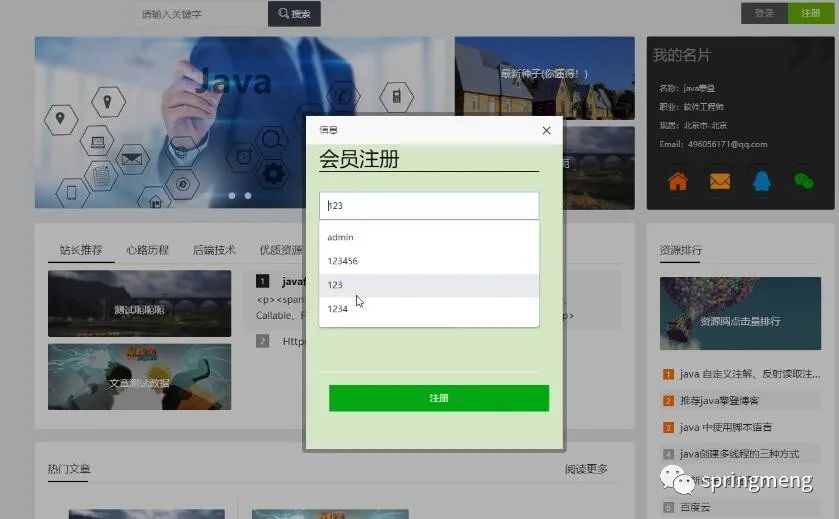 请输入关键字
搜索
登录
注册
Java
最新种子(你懂得！)
我的名片
名称：java攀登
职业：软件工程师
现居：北京市-北京
Email：496056171@qq.com
信息
会员注册
123
admin
123456
123
1234
注册
站长推荐
心路历程
后端技术
优质资源
1
java
测试呃呃呃
<p><span
Callable、F
p>
2
Http
文章测试数据
资源排行
资源阅点击量排行
1 java 自定义注解、反射读取注...
2 推荐java攀登博客
3 java 中使用脚本语言
4 java创建多线程的三种方式
6 百度云
热门文章
阅读更多
springmeng